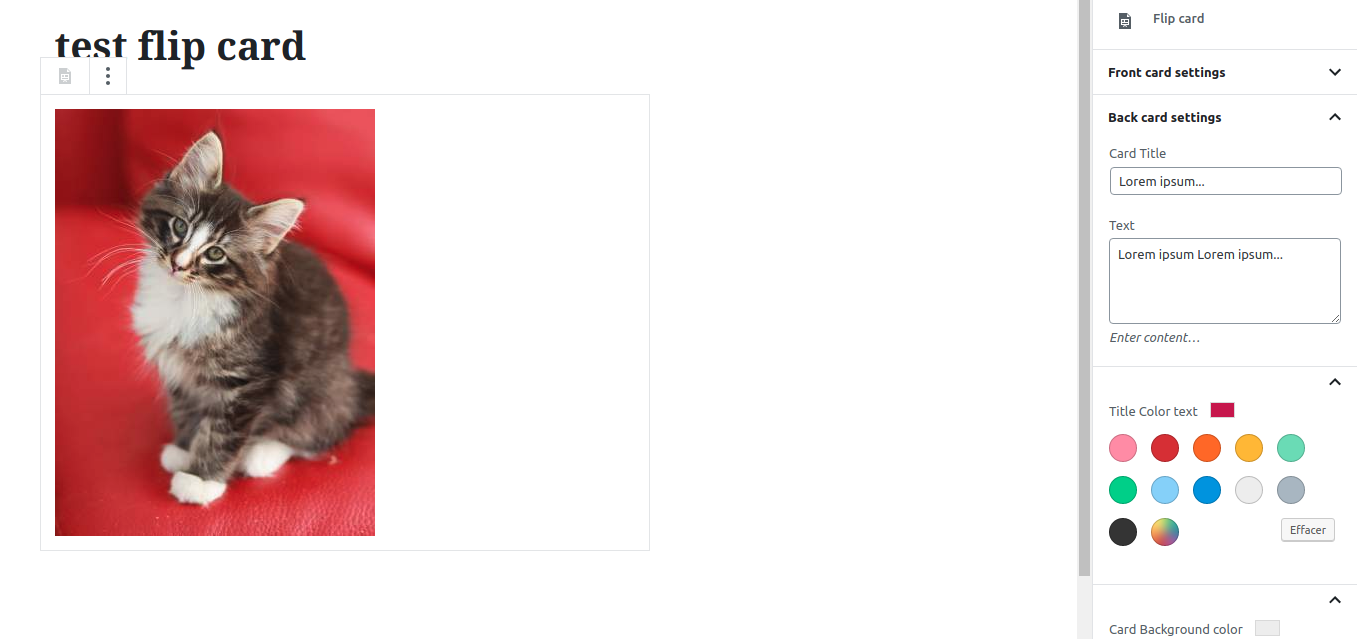 test flip card
Flip card
Front card settings
Back card settings
Card Title
Lorem ipsum...
Text
Lorem ipsum Lorem ipsum...
Enter content…
Title Color text
Effacer
Card Background color